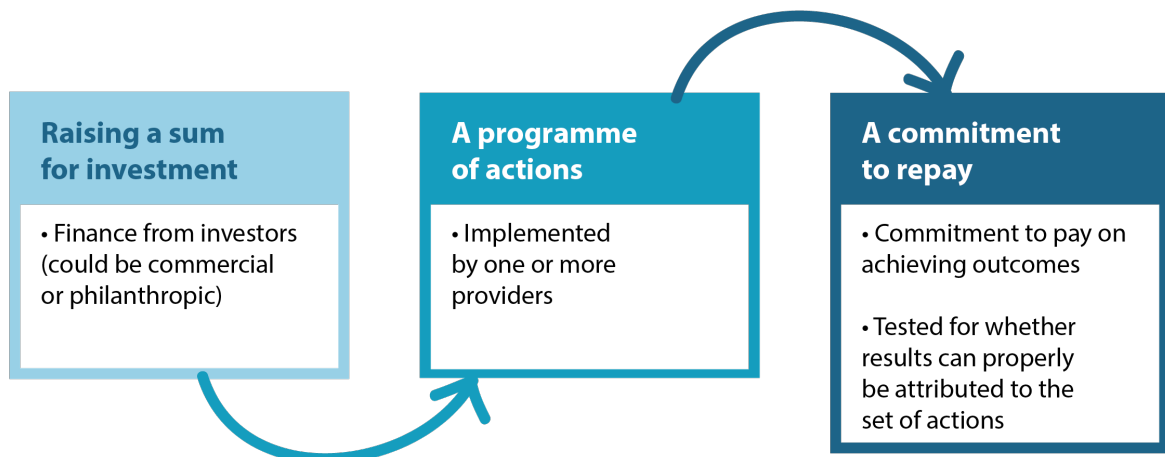 Raising a sum
for investment
• Finance from investors
(could be commercial
or philanthropic)
A programme
of actions
• Implemented
by one or more
providers
A commitment
to repay
• Commitment to pay on
achieving outcomes
• Tested for whether
results can properly
be attributed to the
set of actions